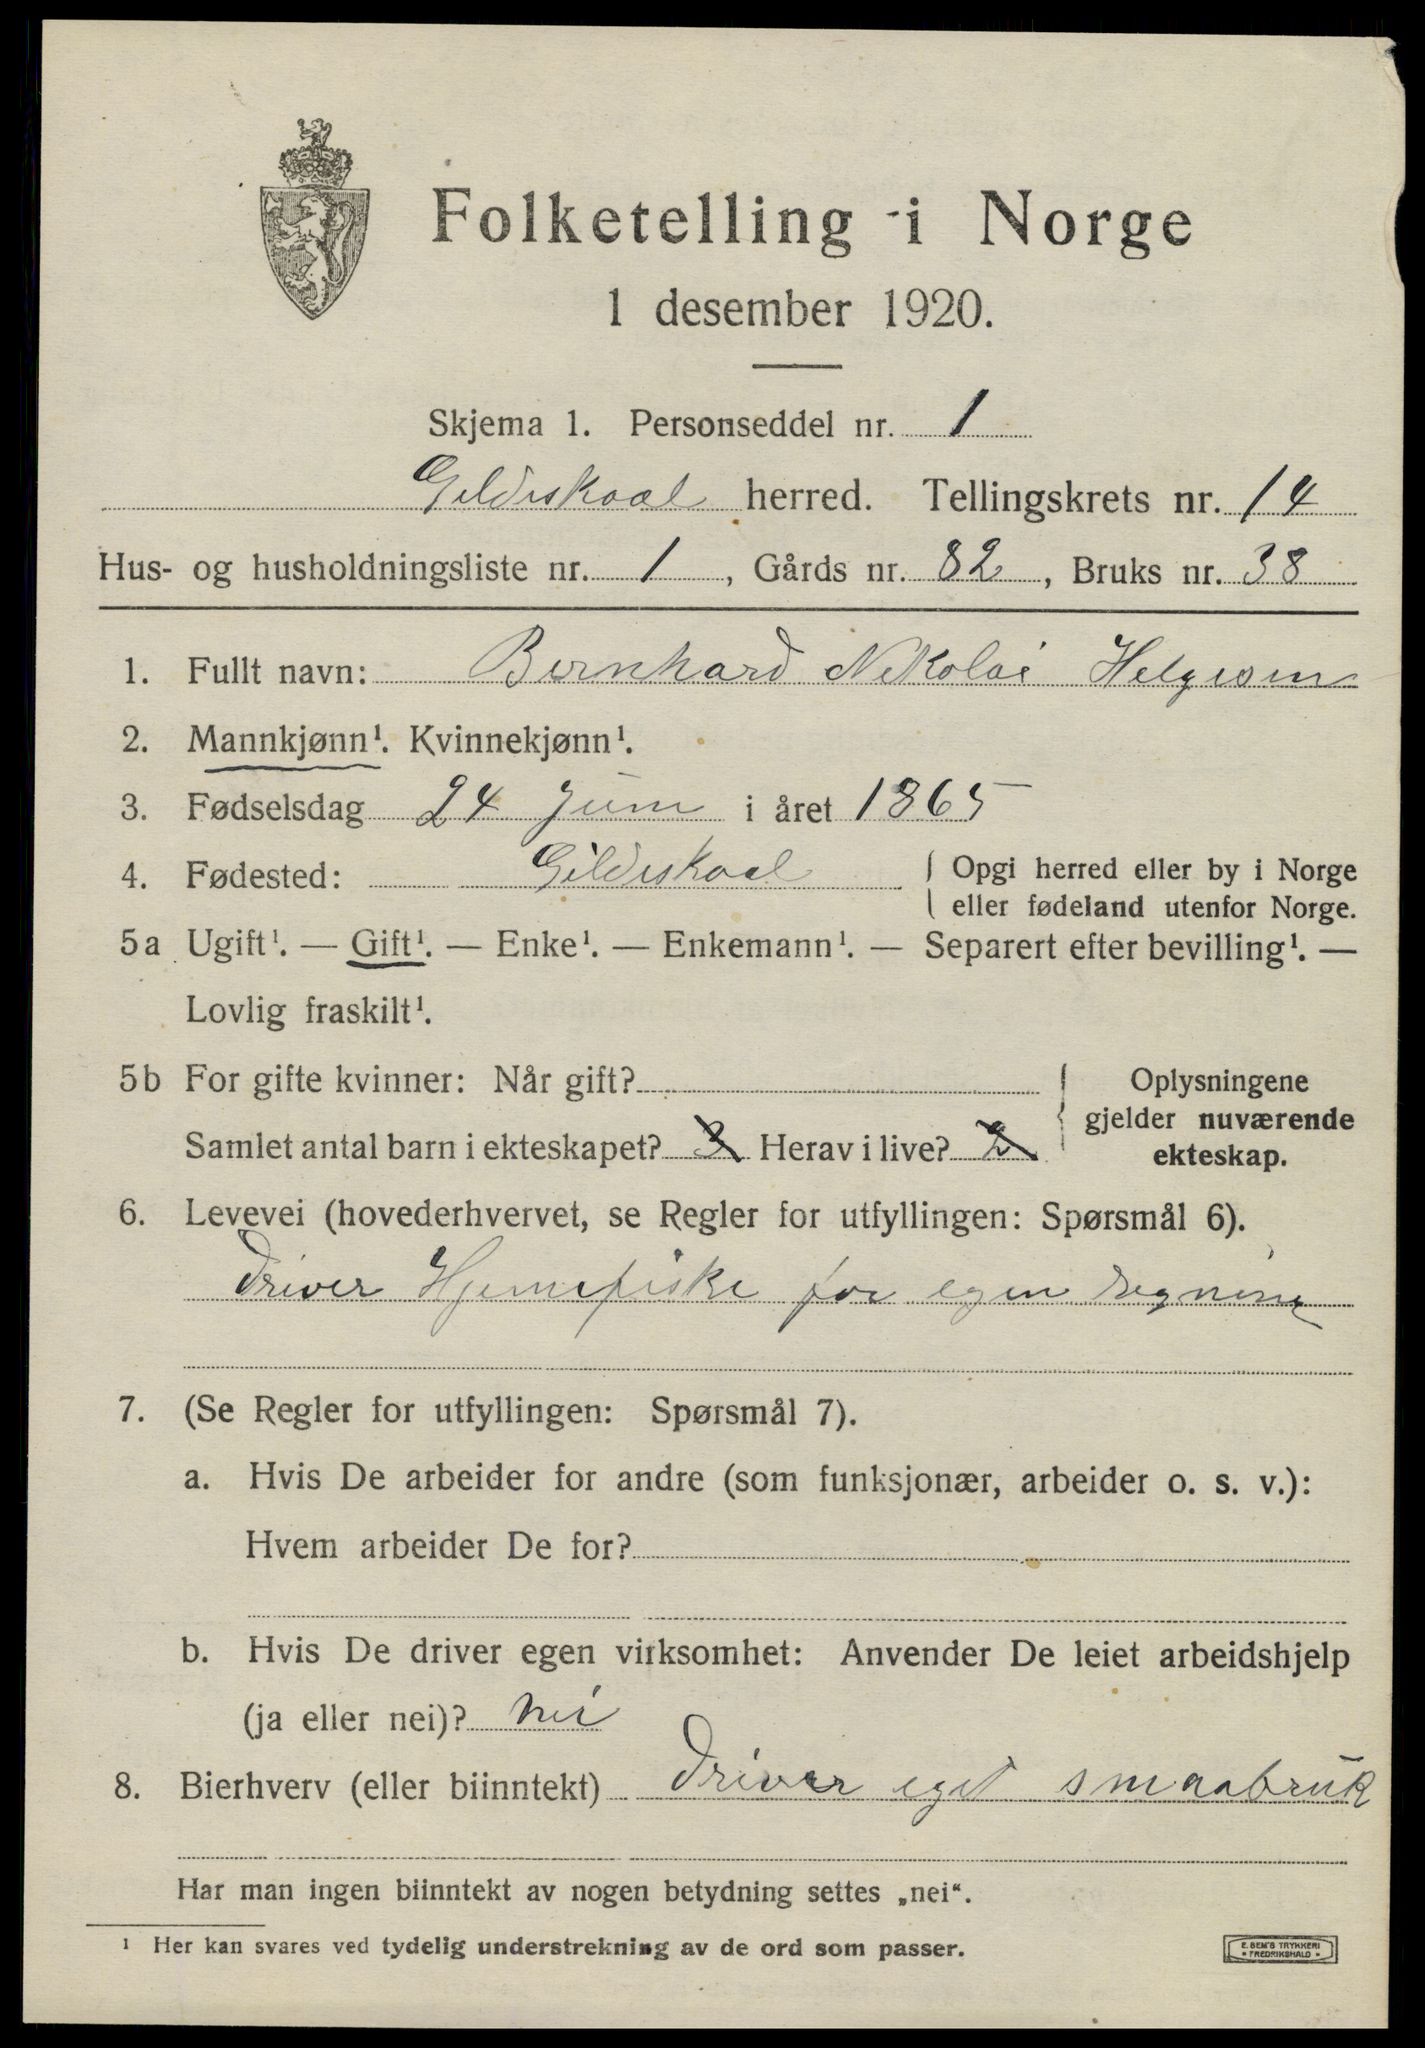 Folketelling i Norge
1 desember 1920.
Skjema 1. Personseddel nr. 1
Gildeskaal herred. Tellingskrets nr. 14
Hus- og husholdningsliste nr. 1, Gårds nr. 82, Bruks nr. 38
1. Fullt navn: Bernhard Nikolai Helgesen
2. Mannkjønn¹. Kvinnekjønn¹.
3. Fødselsdag 24 Juni i året 1865
4. Fødested: Gildeskaal { Opgi herred eller by i Norge
eller fødeland utenfor Norge.
5a Ugift¹. — Gift¹. — Enke¹. — Enkemann¹. — Separert efter bevilling¹. —
Lovlig fraskilt¹.
5b For gifte kvinner: Når gift? { Oplysningene
gjelder nuværende
ekteskap.
Samlet antal barn i ekteskapet? 3 Herav i live? 2
6. Levevei (hovederhvervet, se Regler for utfyllingen: Spørsmål 6).
Driver Hjemefiske for egen regning
7. (Se Regler for utfyllingen: Spørsmål 7).
a. Hvis De arbeider for andre (som funksjonær, arbeider o. s. v.):
Hvem arbeider De for?
b. Hvis De driver egen virksomhet: Anvender De leiet arbeidshjelp
(ja eller nei)? nei
8. Bierhverv (eller biinntekt) Driver eget smaabruk
Har man ingen biinntekt av nogen betydning settes „nei“.
¹ Her kan svares ved tydelig understrekning av de ord som passer.
E. SEM'S TRYKKERI
• FREDRIKSHALD •